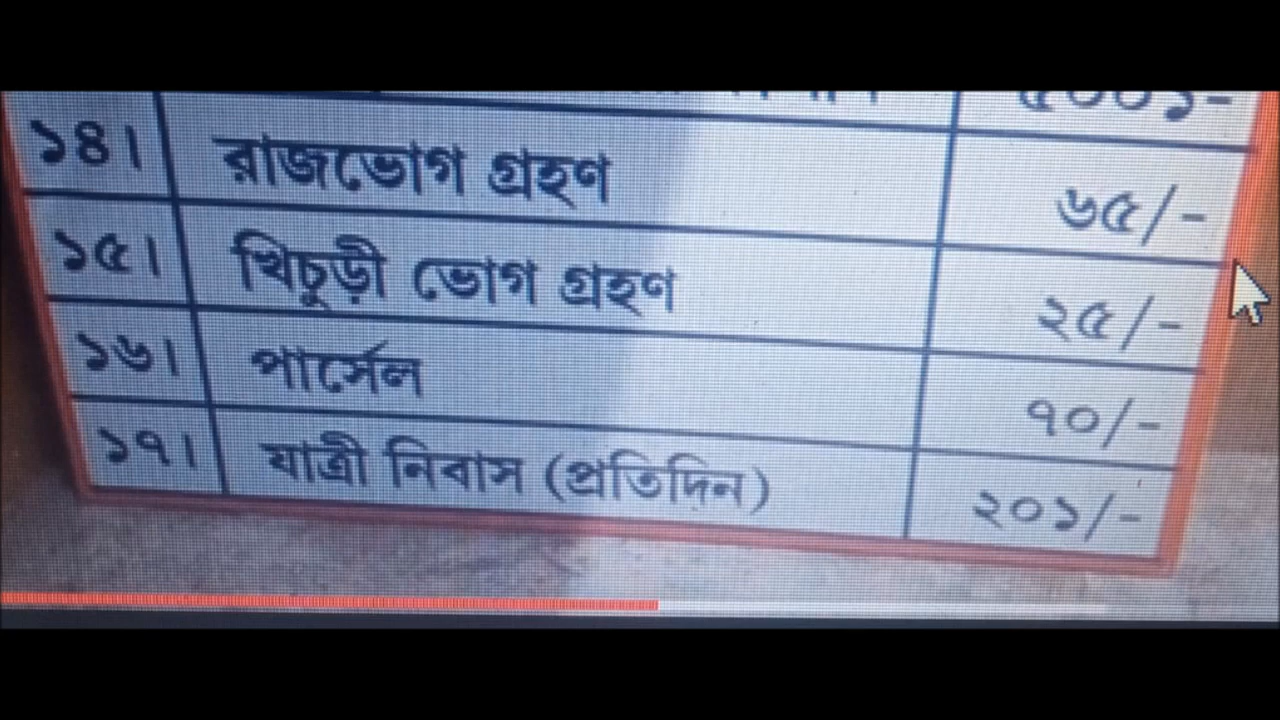 ১৪। রাজভোগ গ্রহণ ৬৫/-
১৫। খিচূড়ী ভোগ গ্রহণ ২৫/-
১৬। পার্সেল ৭০/-
১৭। যাত্রী নিবাস (প্রতিদিন) ২০১/-